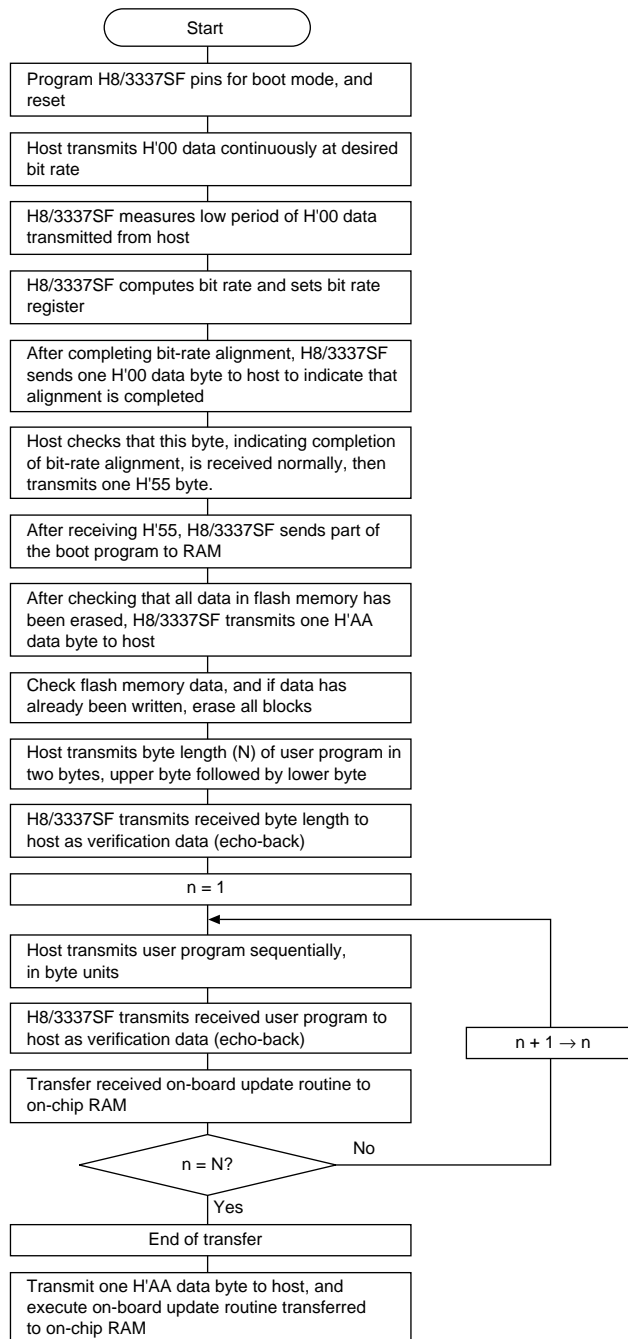 Start
Program H8/3337SF pins for boot mode, and
reset
Host transmits H'00 data continuously at desired
bit rate
H8/3337SF measures low period of H'00 data
transmitted from host
H8/3337SF computes bit rate and sets bit rate
register
After completing bit-rate alignment, H8/3337SF
sends one H'00 data byte to host to indicate that
alignment is completed
Host checks that this byte, indicating completion
of bit-rate alignment, is received normally, then
transmits one H'55 byte.
After receiving H'55, H8/3337SF sends part of
the boot program to RAM
After checking that all data in flash memory has
been erased, H8/3337SF transmits one H'AA
data byte to host
Check flash memory data, and if data has
already been written, erase all blocks
Host transmits byte length (N) of user program in
two bytes, upper byte followed by lower byte
H8/3337SF transmits received byte length to
host as verification data (echo-back)
n = 1
Host transmits user program sequentially,
in byte units
H8/3337SF transmits received user program to
host as verification data (echo-back)
n + 1 → n
Transfer received on-board update routine to
on-chip RAM
n = N?
No
Yes
End of transfer
Transmit one H'AA data byte to host, and
execute on-board update routine transferred
to on-chip RAM